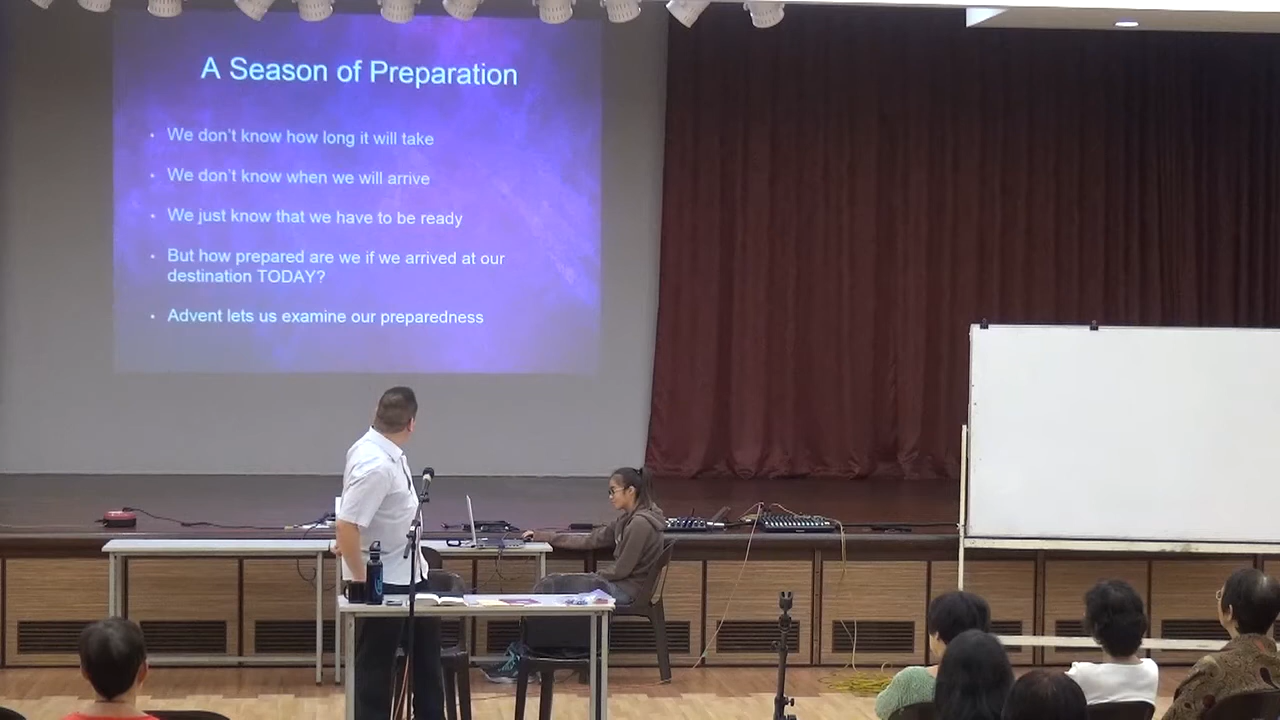 A Season of Preparation
• We don't know how long it will take
• We don't know when we will arrive
• We just know that we have to be ready
• But how prepared are we if we arrived at our
destination TODAY?
• Advent lets us examine our preparedness